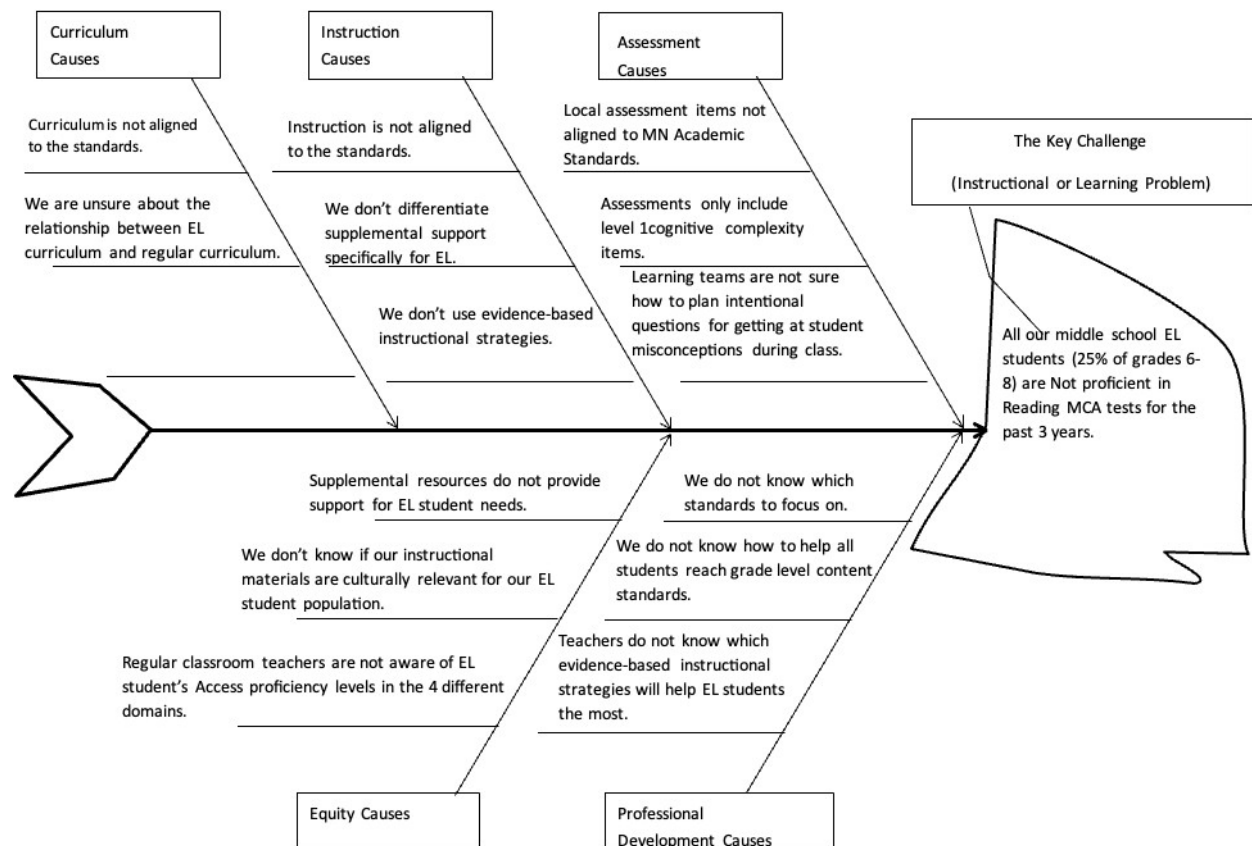 Curriculum
Causes
Curriculum is not aligned
to the standards.
We are unsure about the
relationship between EL
curriculum and regular curriculum.
Instruction
Causes
Instruction is not aligned
to the standards.
We don't differentiate
supplemental support
specifically for EL.
We don't use evidence-based
instructional strategies.
Assessment
Causes
Local assessment items not
aligned to MN Academic
Standards.
Assessments only include
level 1cognitive complexity
items.
Learning teams are not sure
how to plan intentional
questions for getting at student
misconceptions during class.
The Key Challenge
(Instructional or Learning Problem)
All our middle school EL
students (25% of grades 6-
8) are Not proficient in
Reading MCA tests for the
past 3 years.
Supplemental resources do not provide
support for EL student needs.
We don't know if our instructional
materials are culturally relevant for our EL
student population.
Regular classroom teachers are not aware of EL
student's Access proficiency levels in the 4 different
domains.
Equity Causes
We do not know which
standards to focus on.
We do not know how to help all
students reach grade level content
standards.
Teachers do not know which
evidence-based instructional
strategies will help EL students
the most.
Professional
Development Causes